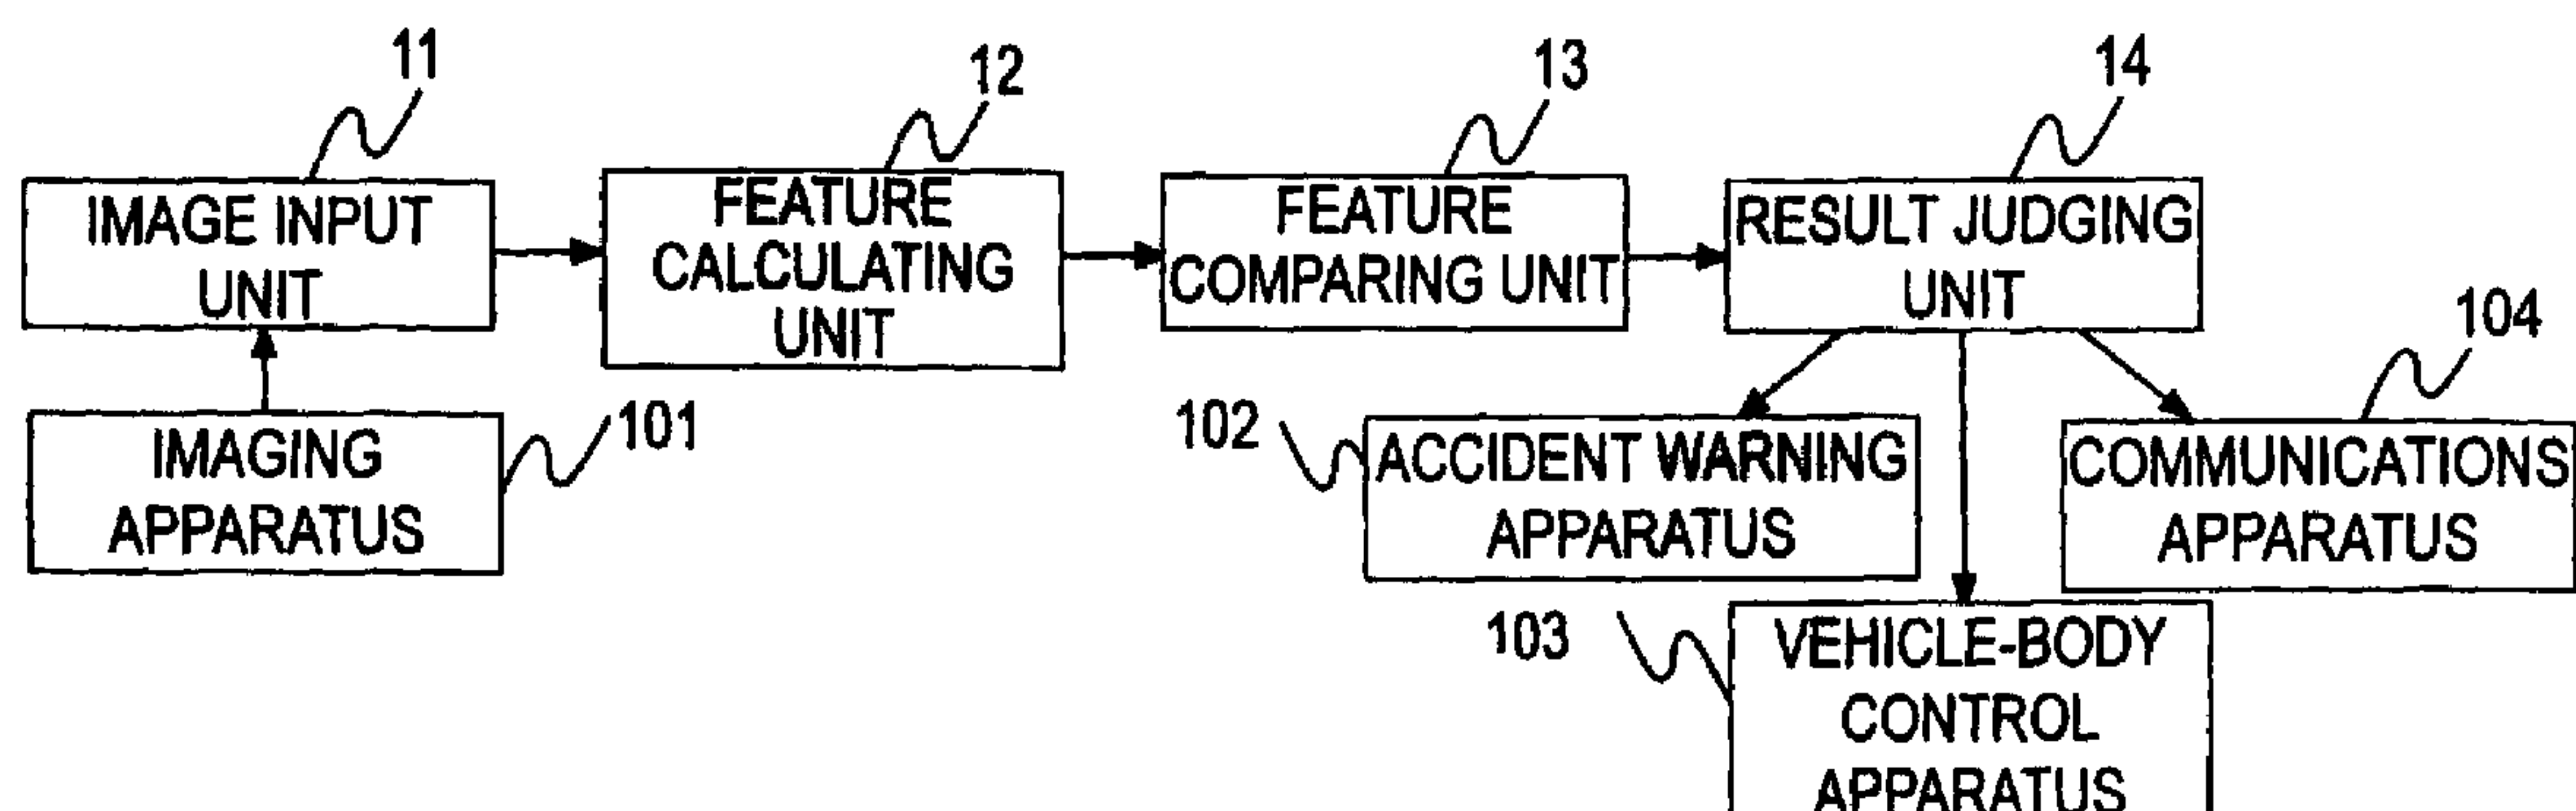 11
12
13
14
IMAGE INPUT
UNIT
FEATURE
CALCULATING
UNIT
FEATURE
COMPARING UNIT
RESULT JUDGING
UNIT
IMAGING
APPARATUS
101
102
ACCIDENT WARNING
APPARATUS
104
COMMUNICATIONS
APPARATUS
103
VEHICLE-BODY
CONTROL
APPARATUS